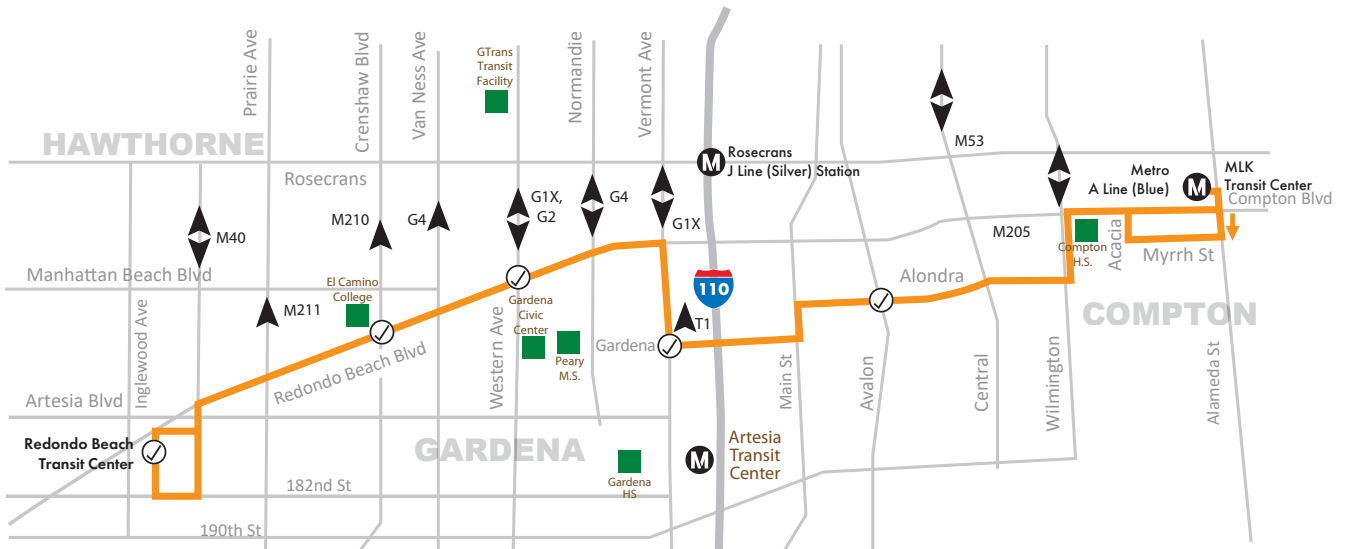 Prairie Ave
Crenshaw Blvd
Van Ness Ave
GTrans
Transit
Facility
Normandie
Vermont Ave
HAWTHORNE
Rosecrans
M
Rosecrans
J Line (Silver) Station
M53
Metro
A Line (Blue)
M
MLK
Transit Center
Compton Blvd
M40
M210
G4
G1X,
G2
G4
G1X
M205
Compton
H.S.
Acacia
Myrrh St
Manhattan Beach Blvd
El Camino
College
M211
Gardena
Civic
Center
110
T1
Alondra
COMPTON
Inglewood Ave
Redondo Beach Blvd
Western Ave
Peary
M.S.
Gardena
Main St
Avalon
Central
Wilmington
Alameda St
Artesia Blvd
Redondo Beach
Transit Center
GARDENA
Gardena
HS
M
Artesia
Transit
Center
182nd St
190th St